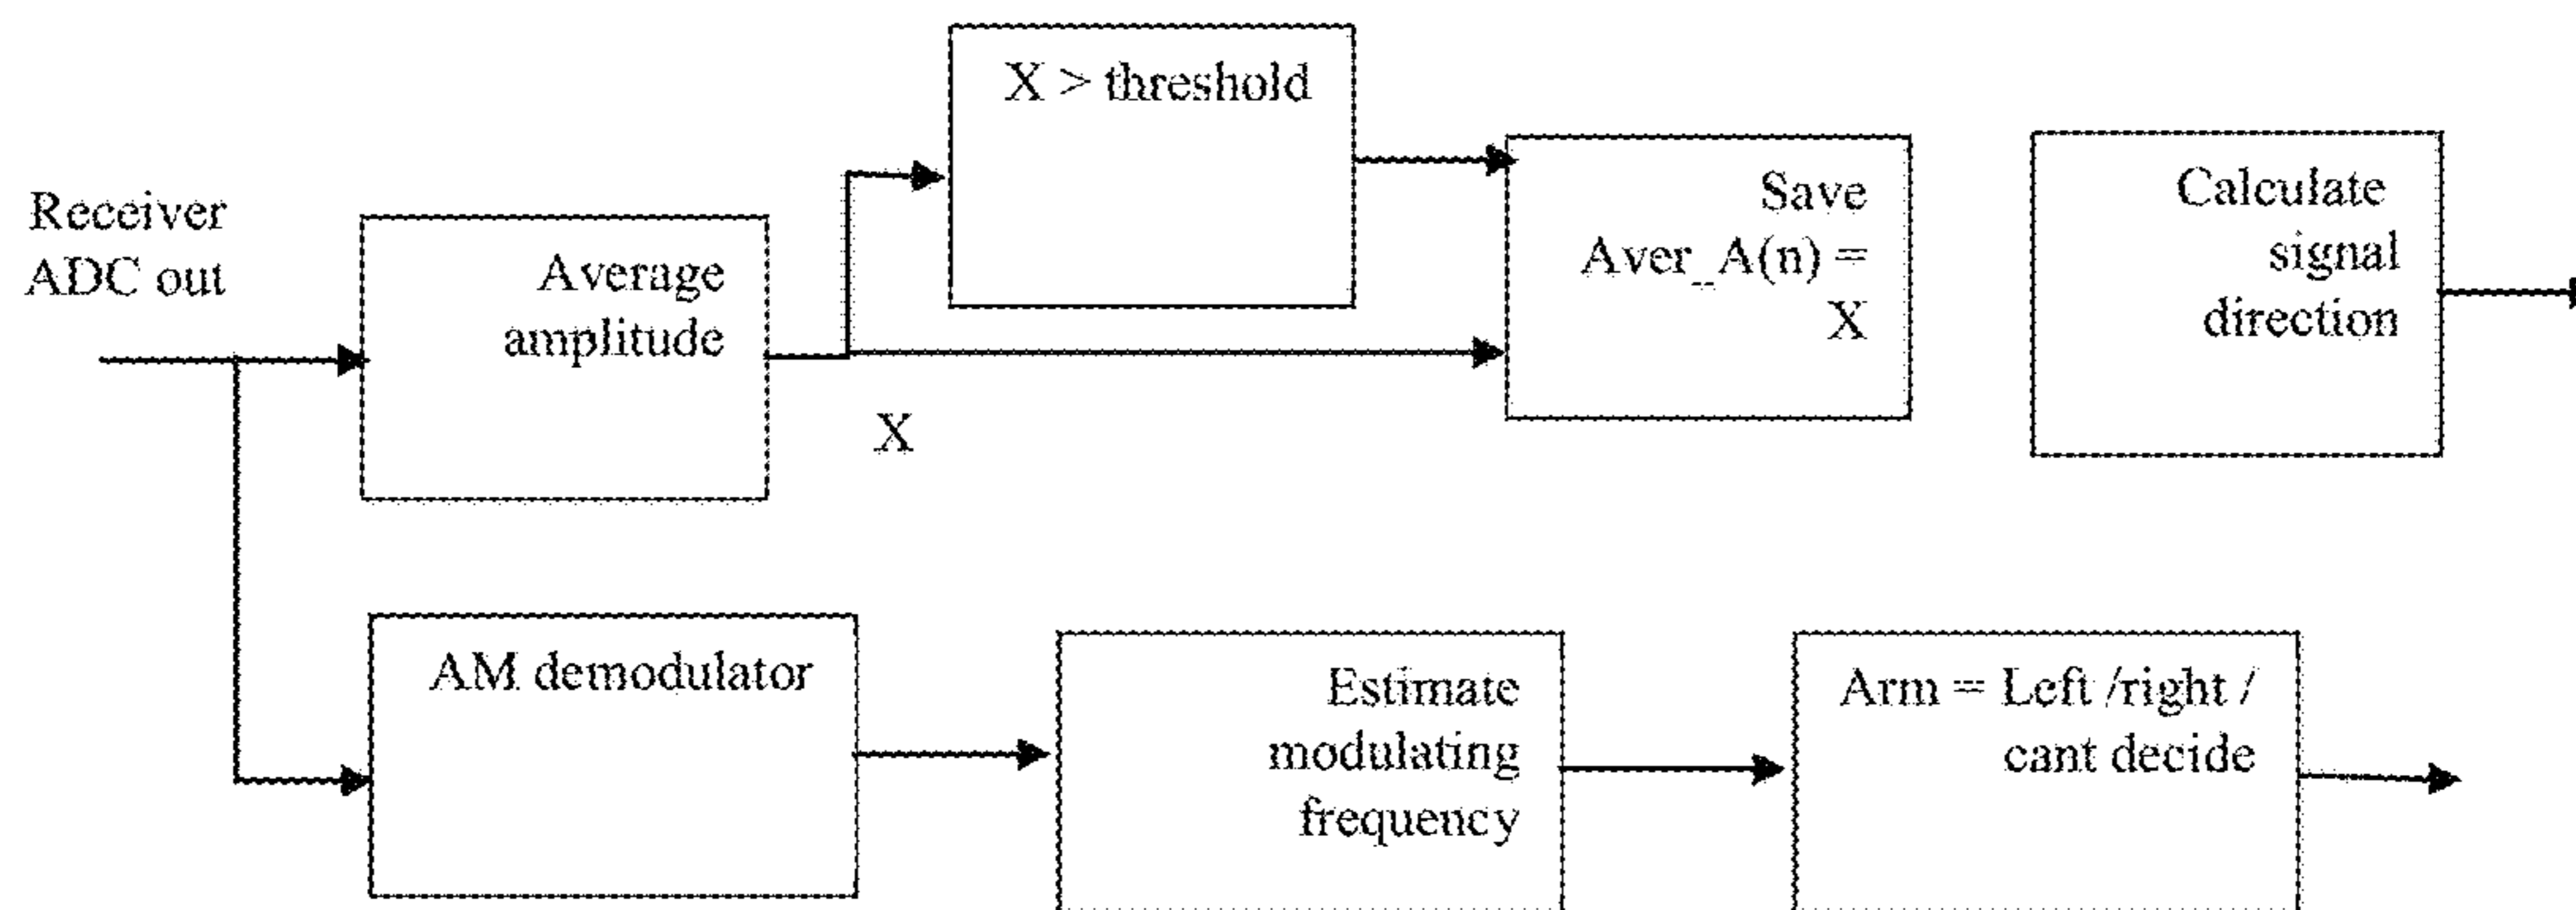 Receiver
ADC out
Average
amplitude
X
X > threshold
Save
Aver_A(n) =
X
Calculate
signal
direction
AM demodulator
Estimate
modulating
frequency
Arm = Left /right /
cant decide